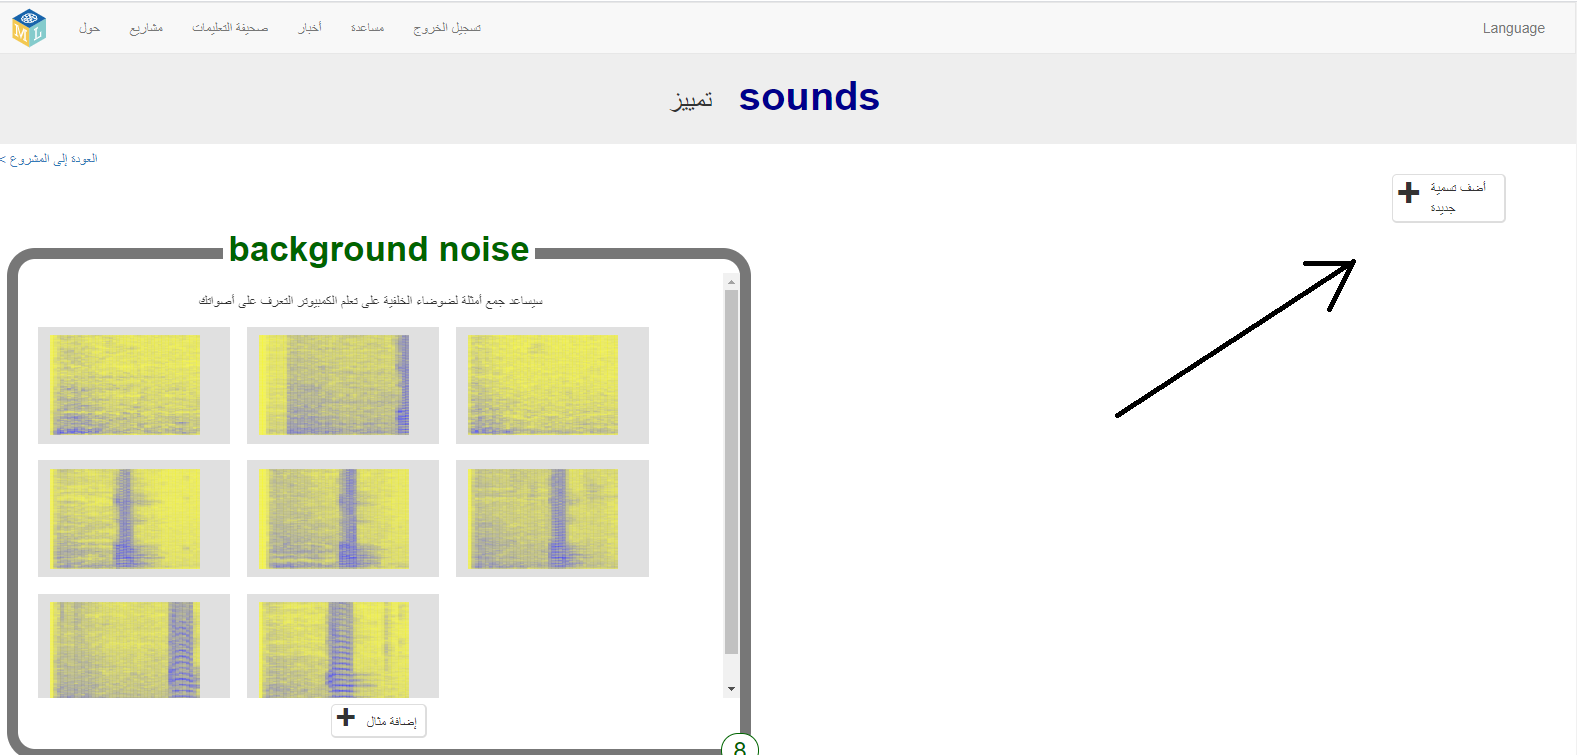 حول مشاريع صحيفة التعليمات أخبار مساعدة تسجيل الخروج Language
تمييز sounds
العودة إلى المشروع >
أضف تسمية
جديدة
background noise
سيساعد جمع أمثلة لضوضاء الخلفية على تعلم الكمبيوتر التعرف على أصواتك
إضافة مثال
8